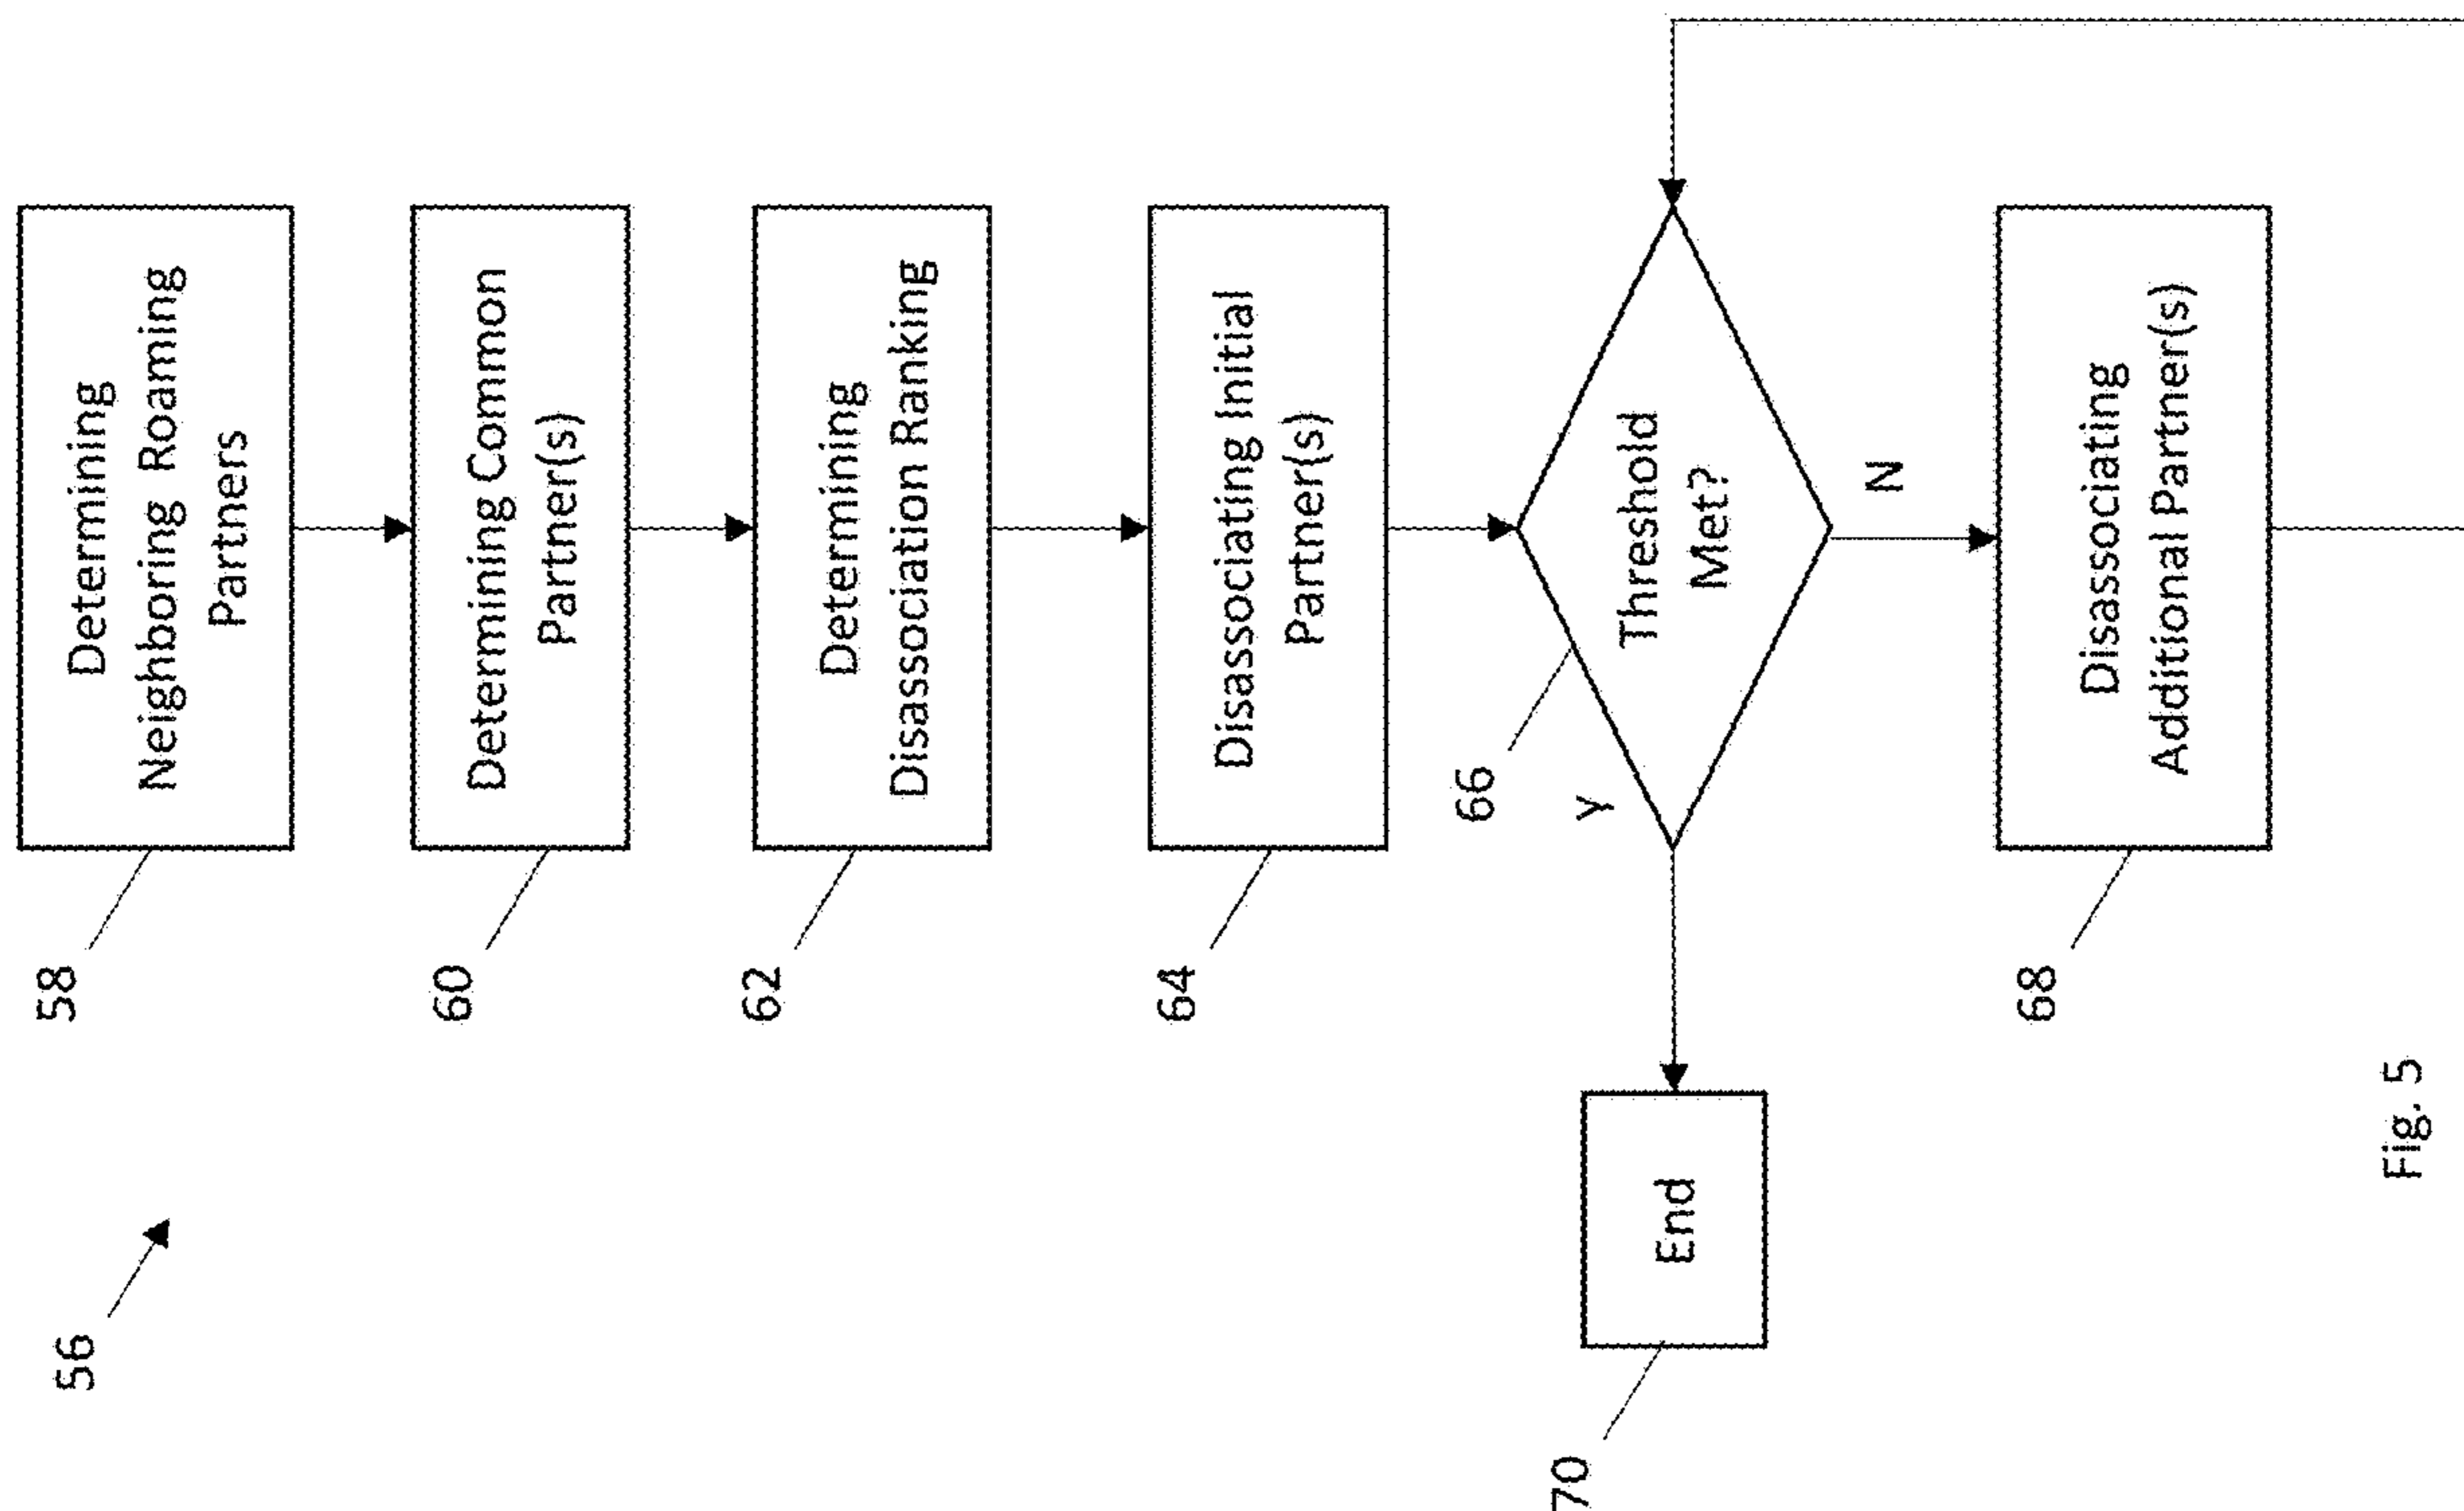 56
58
Determining
Neighboring Roaming
Partners
60
Determining Common
Partner(s)
62
Determining
Disassociation Ranking
64
Disassociating Initial
Partner(s)
66
Threshold
Met?
Y
N
70
End
68
Disassociating
Additional Partner(s)
Fig. 5